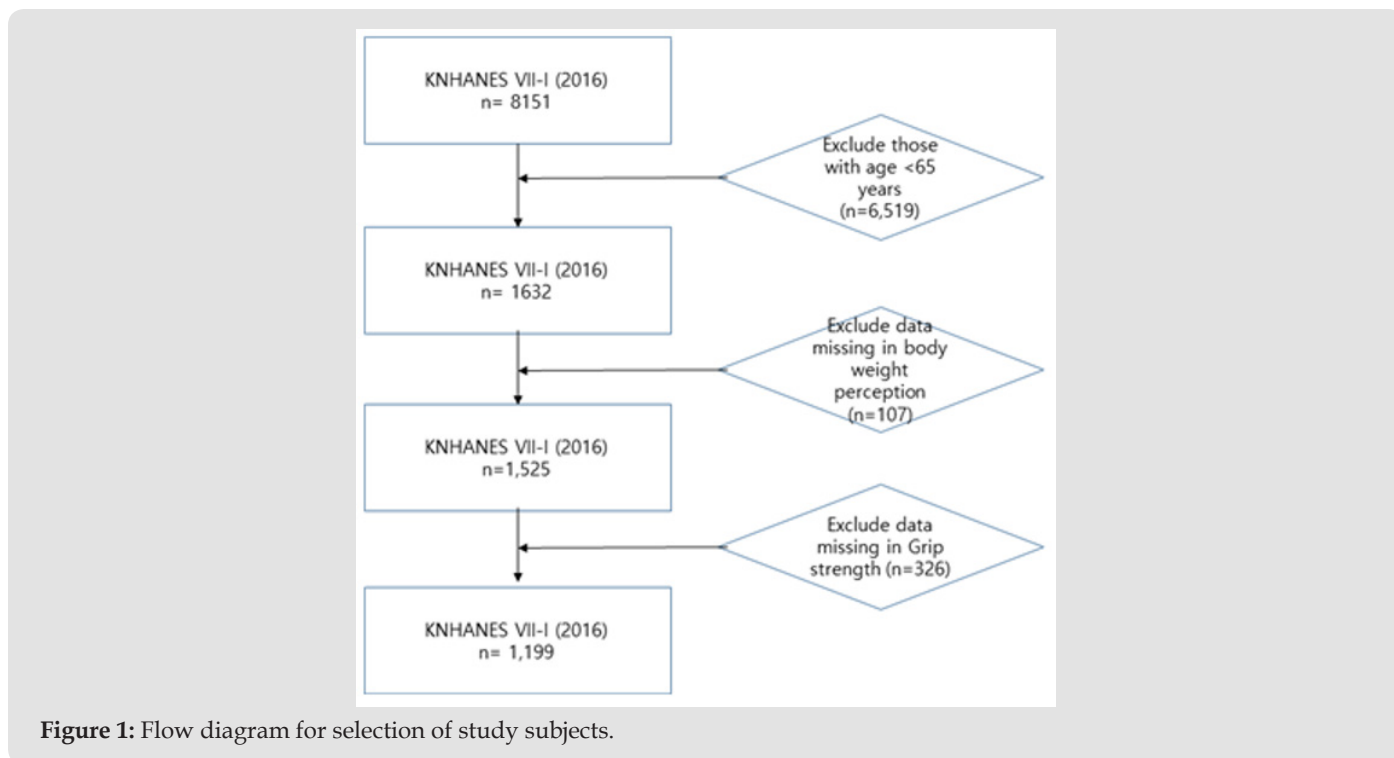 KNHANES VII-I (2016)
n= 8151
Exclude those
with age <65
years
(n=6,519)
KNHANES VII-I (2016)
n= 1632
Exclude data
missing in body
weight
perception
(n=107)
KNHANES VII-I (2016)
n=1,525
Exclude data
missing in Grip
strength (n=326)
KNHANES VII-I (2016)
n= 1,199
Figure 1: Flow diagram for selection of study subjects.